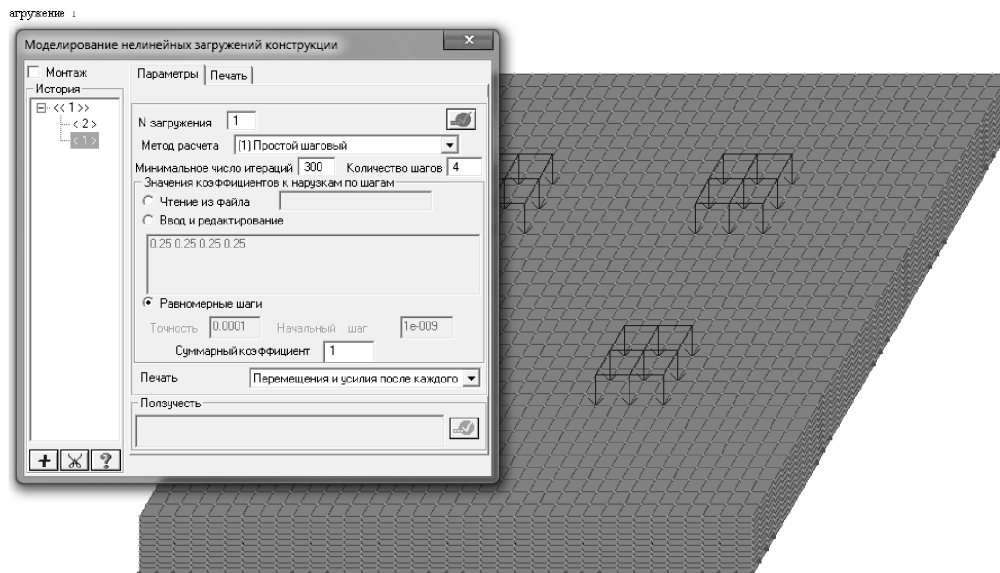 агружение 1
Моделирование нелинейных загружений конструкции
Монтаж
История
<< 1 >>
< 2 >
< 1 >
Параметры
Печать
N загружения 1
Метод расчета (1) Простой шаговый
Минимальное число итераций 300 Количество шагов 4
Значения коэффициентов к нарузкам по шагам
Чтение из файла
Ввод и редактирование
0.25 0.25 0.25 0.25
Равномерные шаги
Точность 0.0001 Начальный шаг 1e-009
Суммарный коэффициент 1
Печать Перемещения и усилия после каждого
Ползучесть